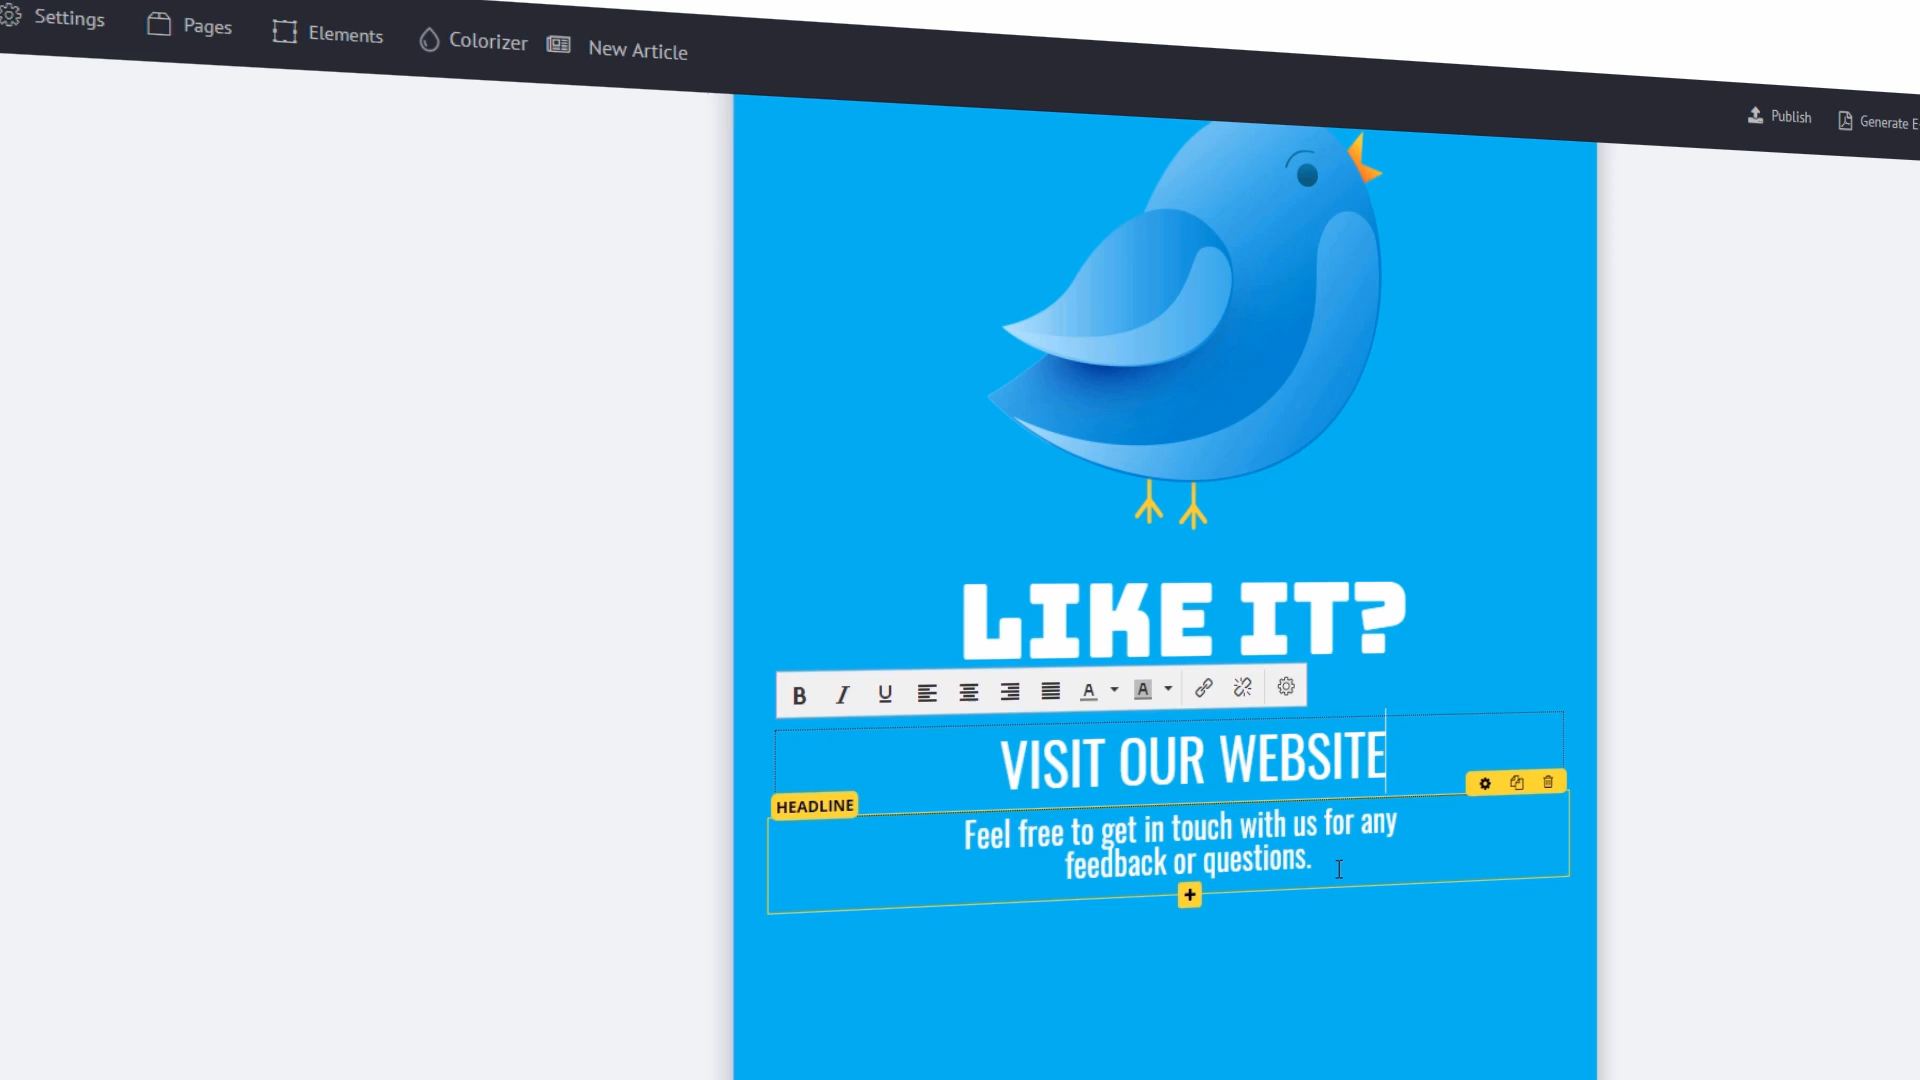 Settings
Pages
Elements
Colorizer
New Article
Publish
Generate E
LIKE IT?
B I U A A
VISIT OUR WEBSITE
HEADLINE
Feel free to get in touch with us for any
feedback or questions.